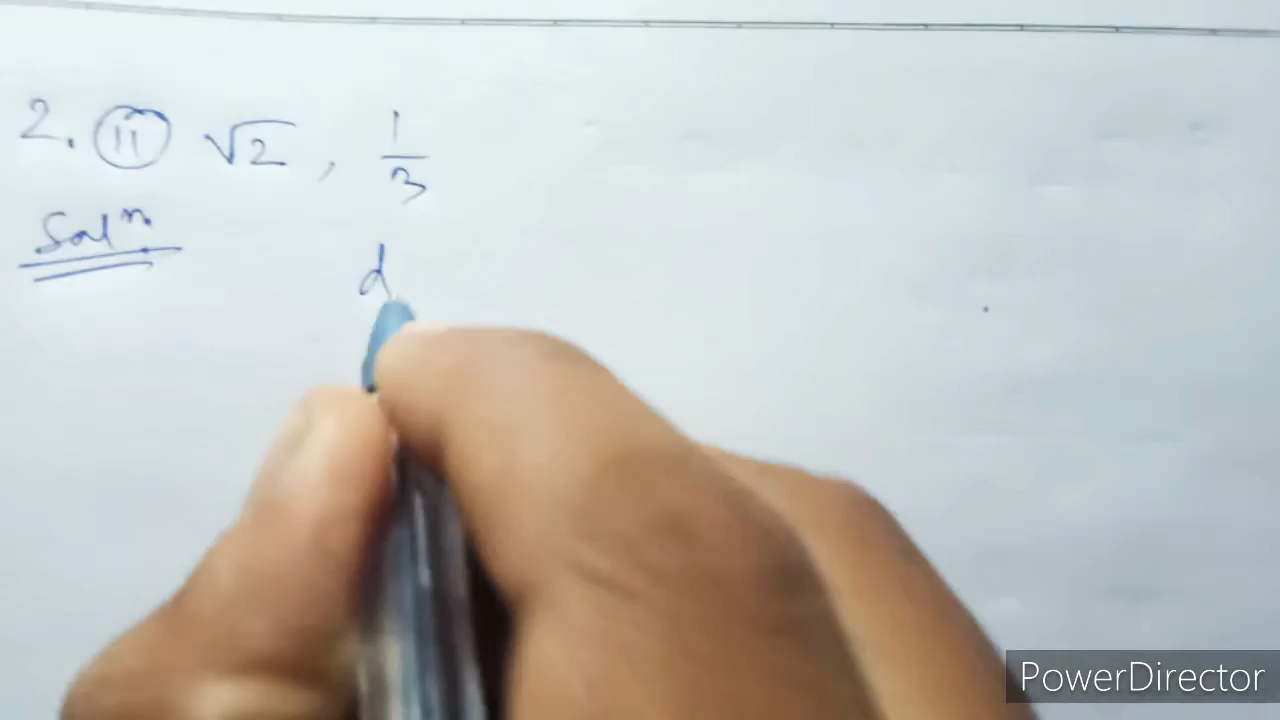 2. (ii) √2, 1/3
Solⁿ.
d
PowerDirector